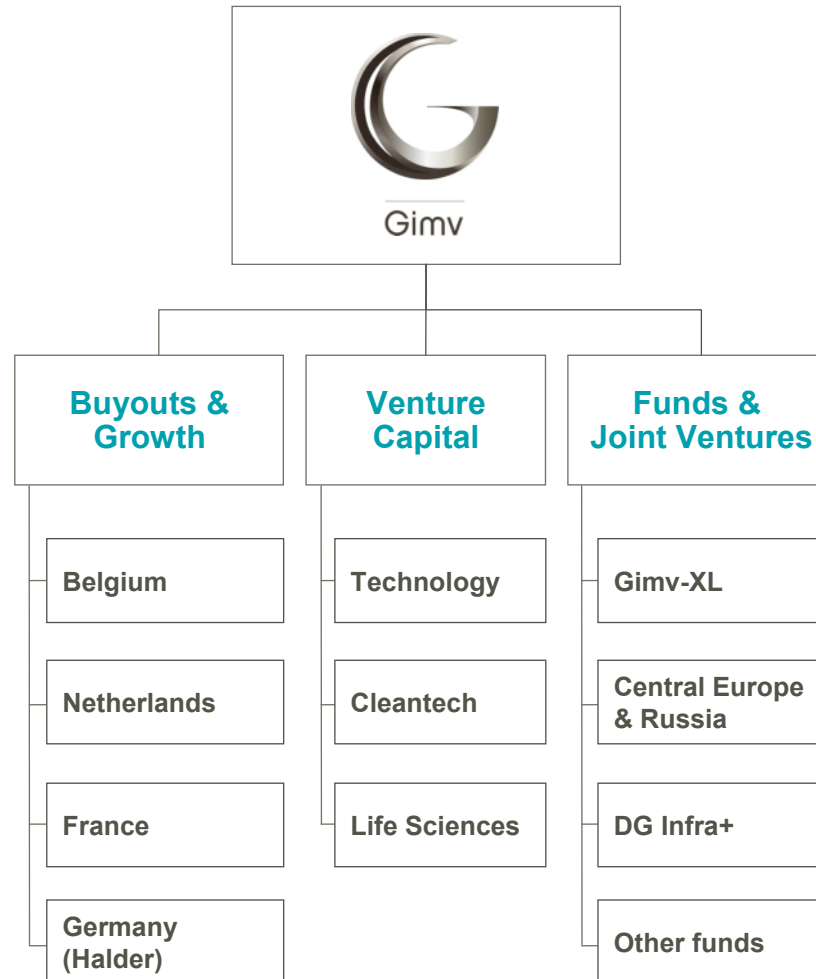 Gimv
Buyouts &
Growth
Venture
Capital
Funds &
Joint Ventures
Belgium
Netherlands
France
Germany
(Halder)
Technology
Cleantech
Life Sciences
Gimv-XL
Central Europe
& Russia
DG Infra+
Other funds